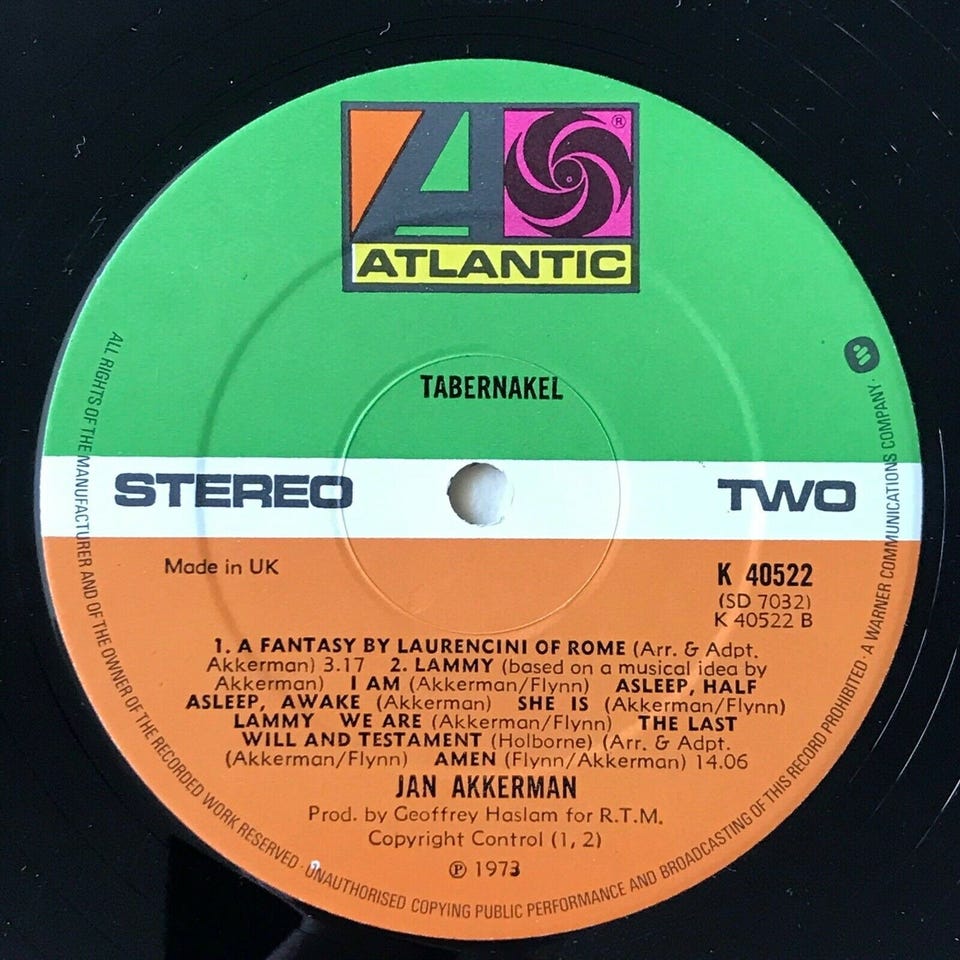 ATLANTIC
®
TABERNAKEL
STEREO
TWO
Made in UK
K 40522
(SD 7032)
K 40522 B
1. A FANTASY BY LAURENCINI OF ROME (Arr. & Adpt.
Akkerman) 3.17 2. LAMMY (based on a musical idea by
Akkerman) I AM (Akkerman/Flynn) ASLEEP, HALF
ASLEEP, AWAKE (Akkerman) SHE IS (Akkerman/Flynn)
LAMMY WE ARE (Akkerman/Flynn) THE LAST
WILL AND TESTAMENT (Holborne) (Arr. & Adpt.
(Akkerman/Flynn) AMEN (Flynn/Akkerman) 14.06
JAN AKKERMAN
Prod. by Geoffrey Haslam for R.T.M.
Copyright Control (1, 2)
℗ 1973
ALL RIGHTS OF THE MANUFACTURER AND OF THE OWNER OF THE RECORDED WORK RESERVED · UNAUTHORISED COPYING PUBLIC PERFORMANCE AND BROADCASTING OF THIS RECORD PROHIBITED · A WARNER COMMUNICATIONS COMPANY ·